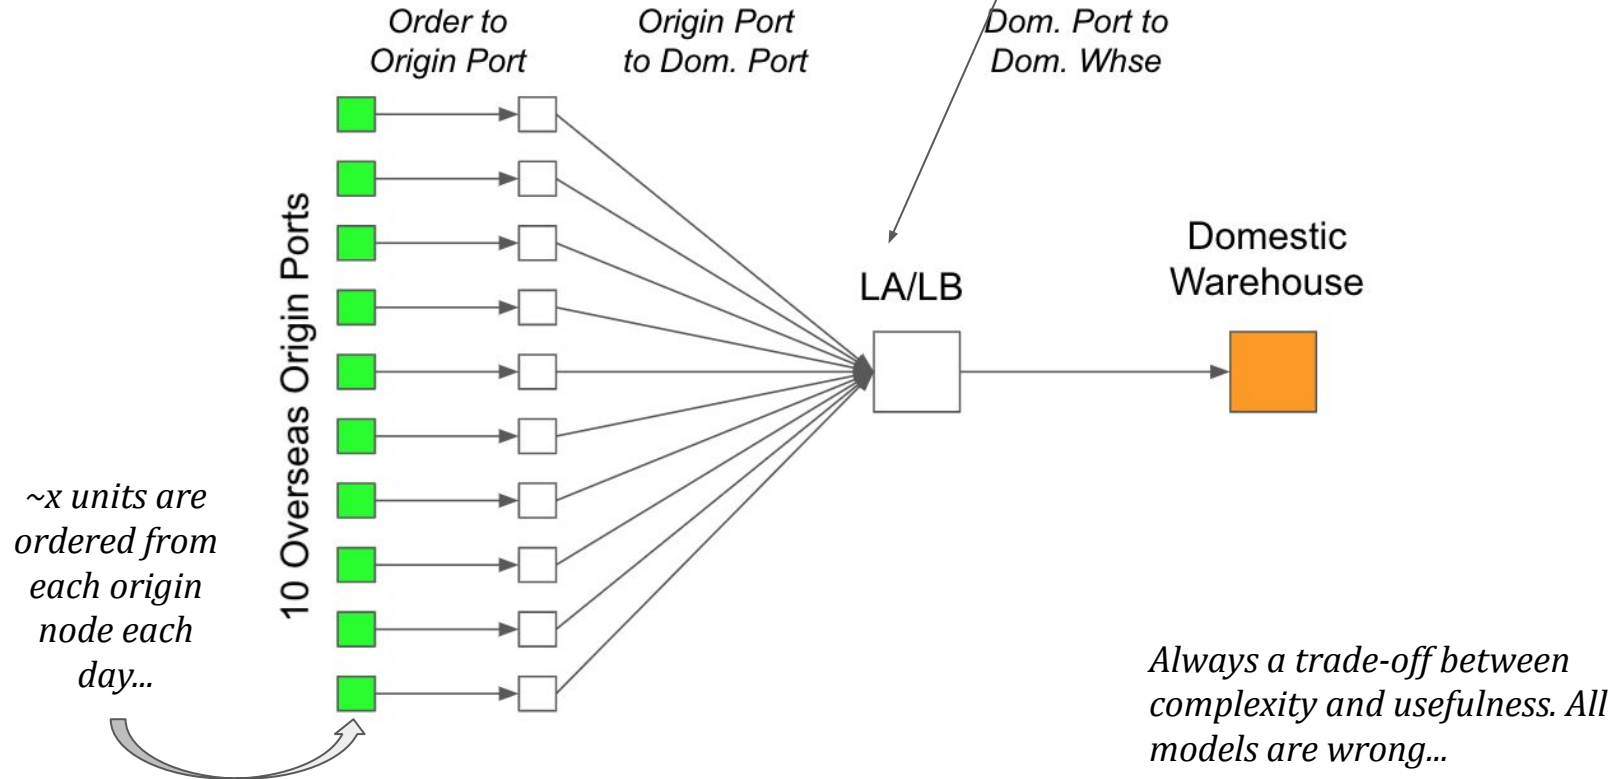 Order to
Origin Port
Origin Port
to Dom. Port
Dom. Port to
Dom. Whse
10 Overseas Origin Ports
LA/LB
Domestic
Warehouse
~x units are
ordered from
each origin
node each
day...
Always a trade-off between
complexity and usefulness. All
models are wrong...